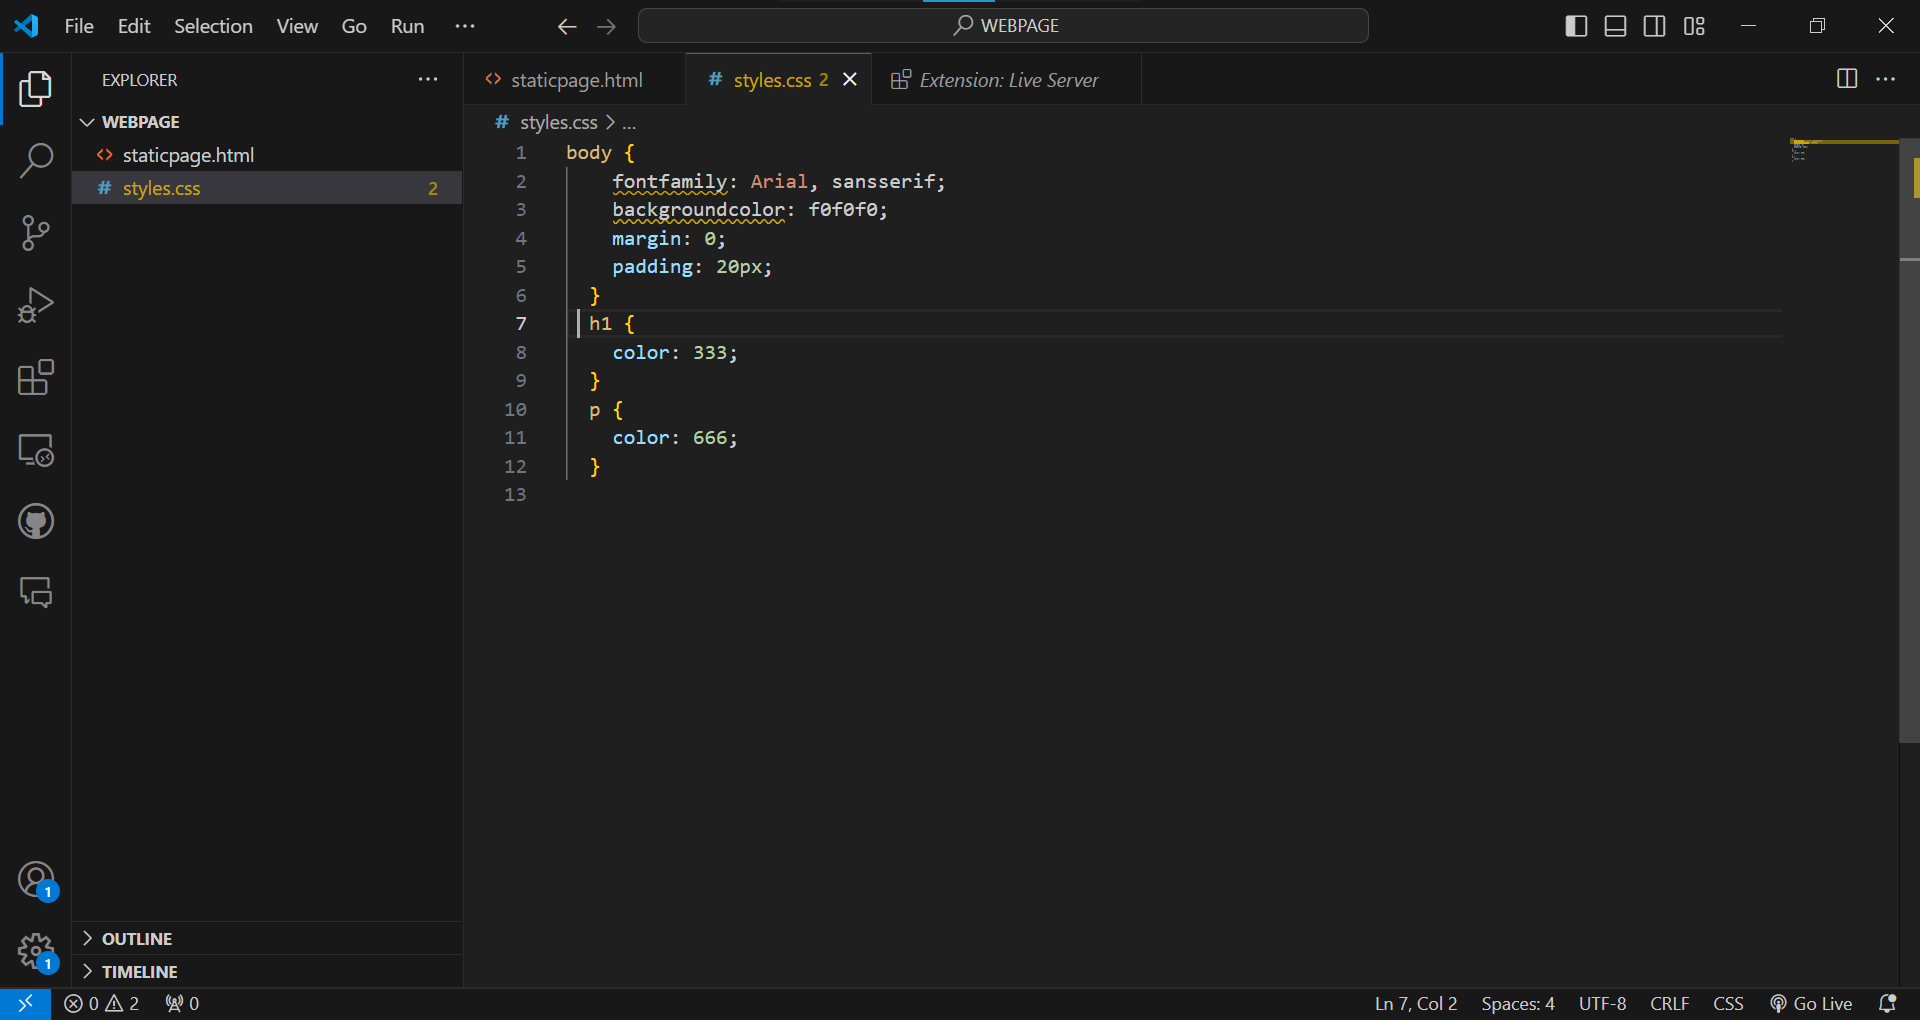 File Edit Selection View Go Run
WEBPAGE
EXPLORER
WEBPAGE
staticpage.html
styles.css 2
OUTLINE
TIMELINE
staticpage.html
# styles.css 2
Extension: Live Server
# styles.css > ...
1 body {
2 fontfamily: Arial, sansserif;
3 backgroundcolor: f0f0f0;
4 margin: 0;
5 padding: 20px;
6 }
7 h1 {
8 color: 333;
9 }
10 p {
11 color: 666;
12 }
13
1
1
0 2 0
Ln 7, Col 2 Spaces: 4 UTF-8 CRLF CSS Go Live